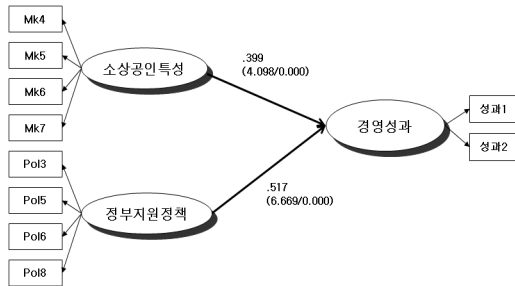 Mk4
Mk5
Mk6
Mk7
소상공인특성
.399
(4.098/0.000)
경영성과
성과1
성과2
Pol3
Pol5
Pol6
Pol8
정부지원정책
.517
(6.669/0.000)